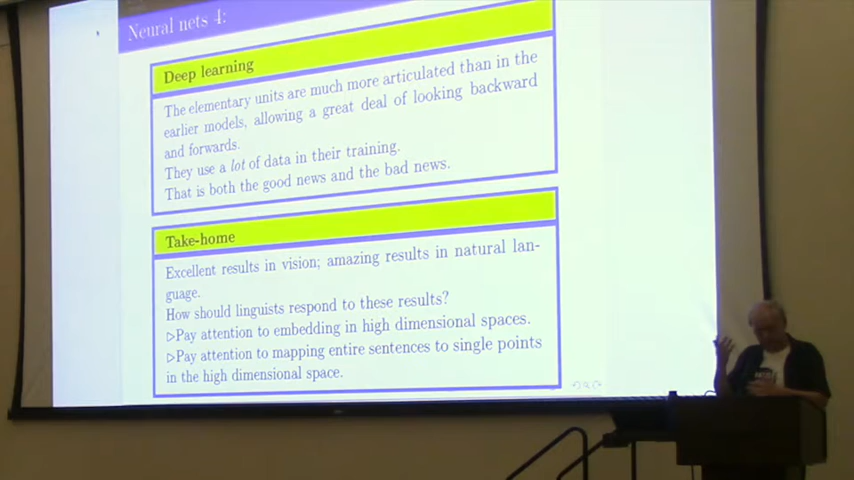 Neural nets 4:
Deep learning
The elementary units are much more articulated than in the
earlier models, allowing a great deal of looking backward
and forwards.
They use a lot of data in their training.
That is both the good news and the bad news.
Take-home
Excellent results in vision; amazing results in natural lan-
guage.
How should linguists respond to these results?
▷Pay attention to embedding in high dimensional spaces.
▷Pay attention to mapping entire sentences to single points
in the high dimensional space.